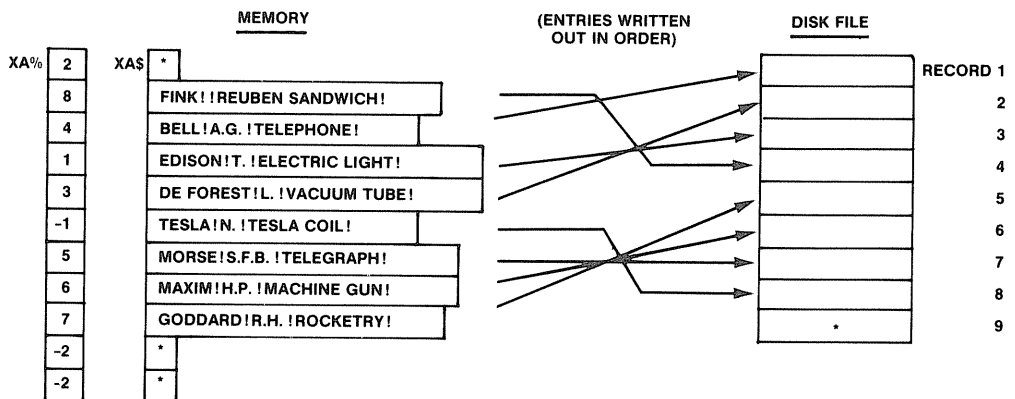 MEMORY
(ENTRIES WRITTEN
OUT IN ORDER)
DISK FILE
XA% 2 XA$ * RECORD 1
8 FINK!!REUBEN SANDWICH! 2
4 BELL!A.G.!TELEPHONE! 3
1 EDISON!T.!ELECTRIC LIGHT! 4
3 DE FOREST!L.!VACUUM TUBE! 5
-1 TESLA!N.!TESLA COIL! 6
5 MORSE!S.F.B.!TELEGRAPH! 7
6 MAXIM!H.P.!MACHINE GUN! 8
7 GODDARD!R.H.!ROCKETRY! * 9
-2 *
-2 *